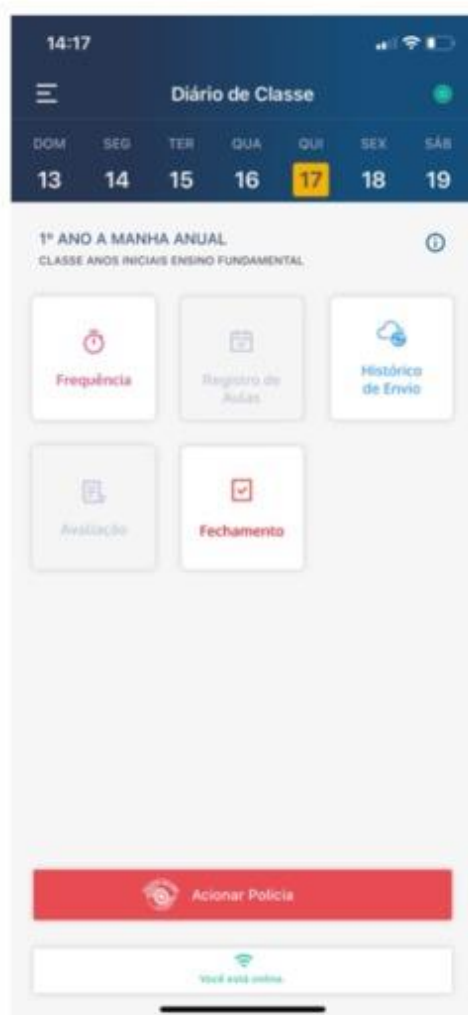 14:17
Diário de Classe
DOM SEG TER QUA QUI SEX SÁB
13 14 15 16 17 18 19
1º ANO A MANHA ANUAL
CLASSE ANOS INICIAIS ENSINO FUNDAMENTAL
Frequência
Registro de
Aulas
Histórico
de Envio
Avaliação
Fechamento
Acionar Polícia
Você está online.